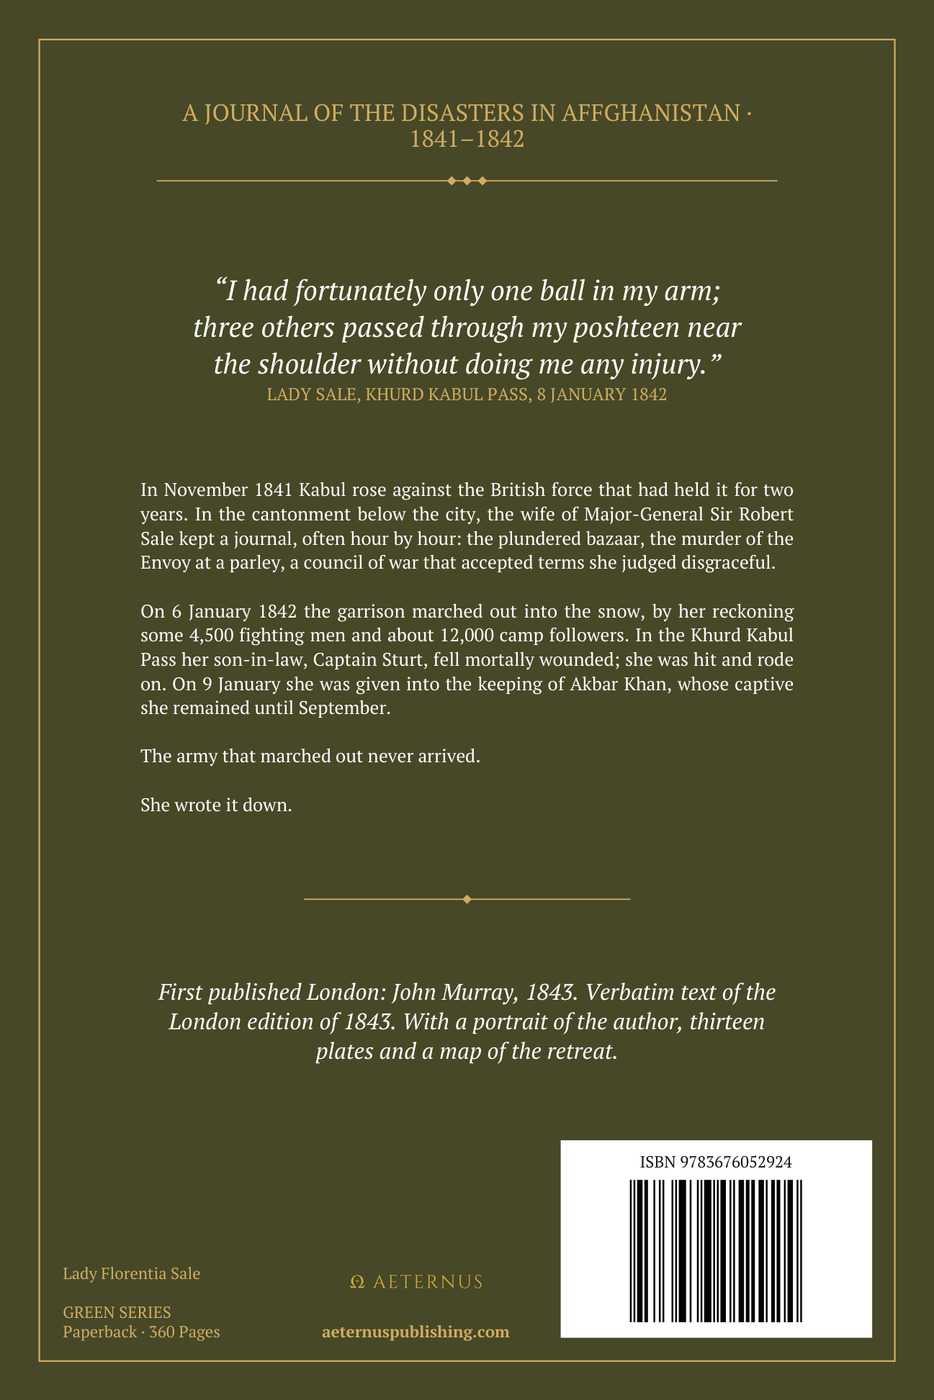 A JOURNAL OF THE DISASTERS IN AFFGHANISTAN ·
1841–1842
“I had fortunately only one ball in my arm;
three others passed through my poshteen near
the shoulder without doing me any injury.”
LADY SALE, KHURD KABUL PASS, 8 JANUARY 1842
In November 1841 Kabul rose against the British force that had held it for two
years. In the cantonment below the city, the wife of Major-General Sir Robert
Sale kept a journal, often hour by hour: the plundered bazaar, the murder of the
Envoy at a parley, a council of war that accepted terms she judged disgraceful.
On 6 January 1842 the garrison marched out into the snow, by her reckoning
some 4,500 fighting men and about 12,000 camp followers. In the Khurd Kabul
Pass her son-in-law, Captain Sturt, fell mortally wounded; she was hit and rode
on. On 9 January she was given into the keeping of Akbar Khan, whose captive
she remained until September.
The army that marched out never arrived.
She wrote it down.
First published London: John Murray, 1843. Verbatim text of the
London edition of 1843. With a portrait of the author, thirteen
plates and a map of the retreat.
ISBN 9783676052924
Lady Florentia Sale
GREEN SERIES
Paperback · 360 Pages
Ω AETERNUS
aeternuspublishing.com